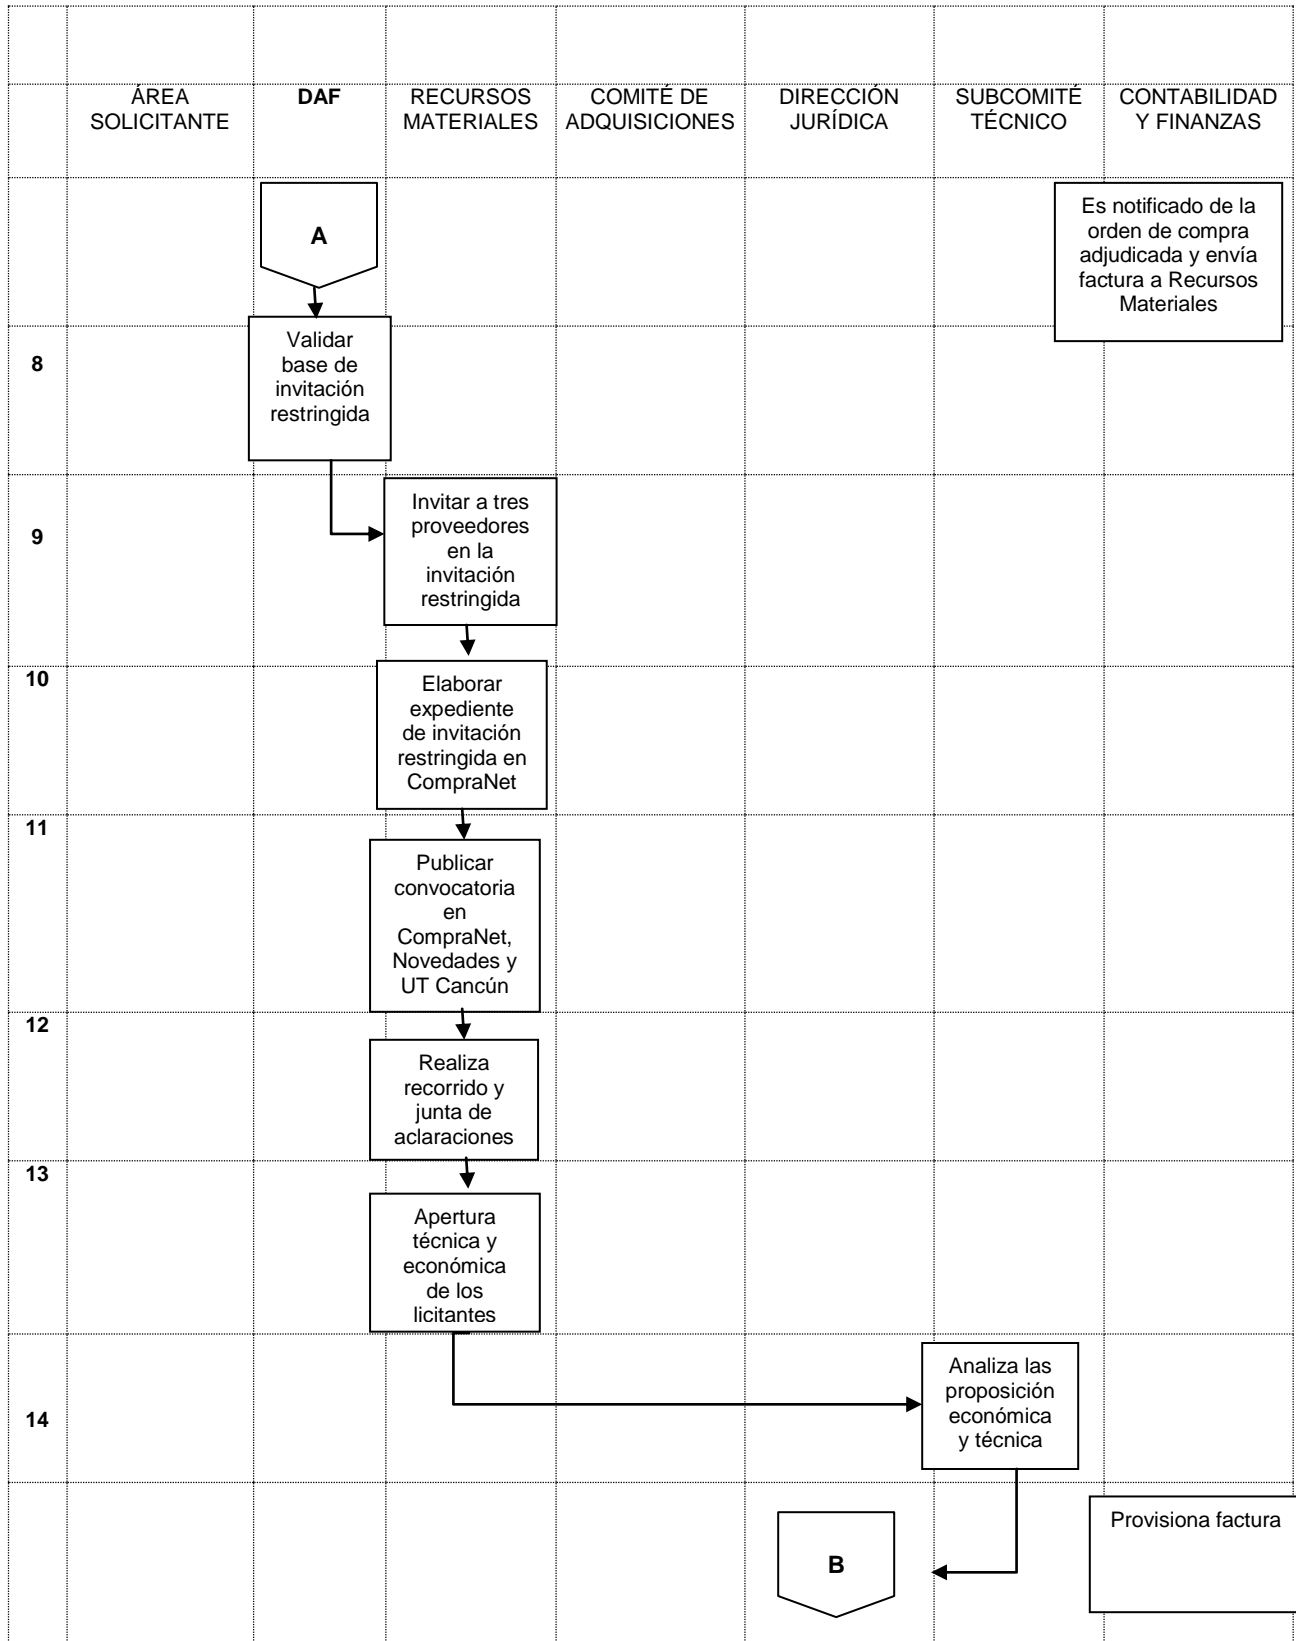 ÁREA
SOLICITANTE
DAF
RECURSOS
MATERIALES
COMITÉ DE
ADQUISICIONES
DIRECCIÓN
JURÍDICA
SUBCOMITÉ
TÉCNICO
CONTABILIDAD
Y FINANZAS
A
Es notificado de la
orden de compra
adjudicada y envía
factura a Recursos
Materiales
8
Validar
base de
invitación
restringida
9
Invitar a tres
proveedores
en la
invitación
restringida
10
Elaborar
expediente
de invitación
restringida en
CompraNet
11
Publicar
convocatoria
en
CompraNet,
Novedades y
UT Cancún
12
Realiza
recorrido y
junta de
aclaraciones
13
Apertura
técnica y
económica
de los
licitantes
14
Analiza las
proposición
económica
y técnica
B
Provisiona factura